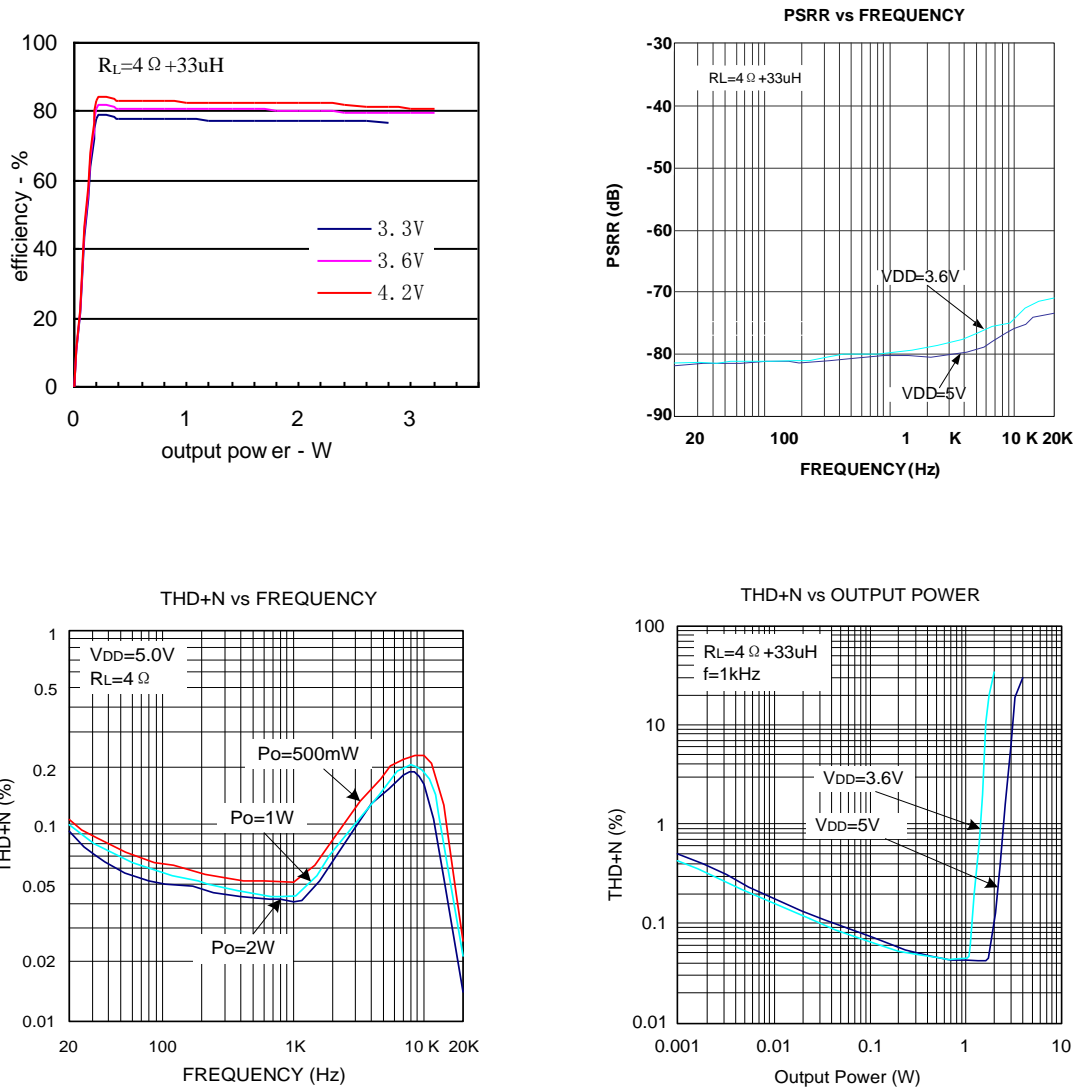 100
80
60
40
20
0
efficiency - %
RL=4Ω+33uH
3.3V
3.6V
4.2V
0 1 2 3
output power - W
PSRR vs FREQUENCY
-30
-40
-50
-60
-70
-80
-90
PSRR (dB)
RL=4Ω+33uH
VDD=3.6V
VDD=5V
20 100 1 K 10 K 20K
FREQUENCY (Hz)
THD+N vs FREQUENCY
1
0.5
0.2
0.1
0.05
0.02
0.01
THD+N (%)
VDD=5.0V
RL=4Ω
Po=500mW
Po=1W
Po=2W
20 100 1K 10 K 20K
FREQUENCY (Hz)
THD+N vs OUTPUT POWER
100
10
1
0.1
0.01
THD+N (%)
RL=4Ω+33uH
f=1kHz
VDD=3.6V
VDD=5V
0.001 0.01 0.1 1 10
Output Power (W)